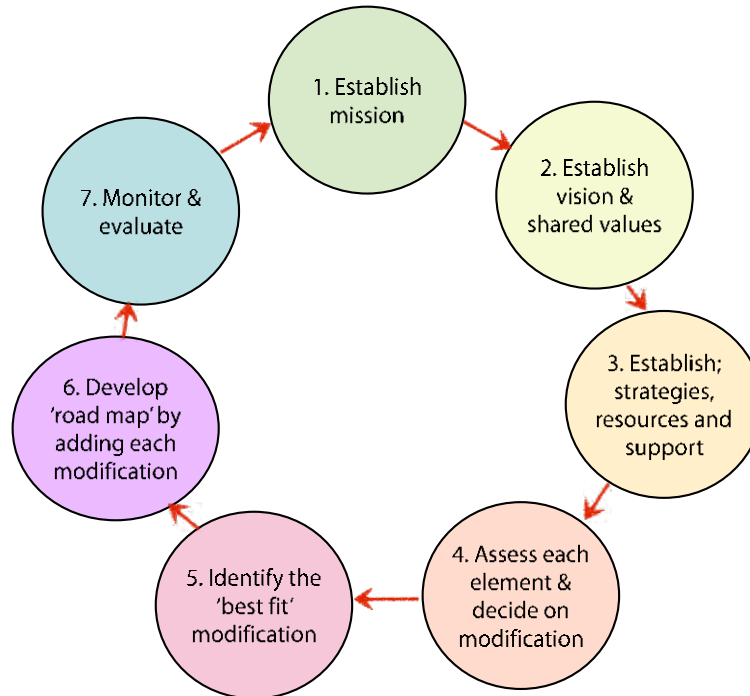 1. Establish
mission
2. Establish
vision &
shared values
3. Establish;
strategies,
resources and
support
4. Assess each
element &
decide on
modification
5. Identify the
‘best fit’
modification
6. Develop
‘road map’ by
adding each
modification
7. Monitor &
evaluate